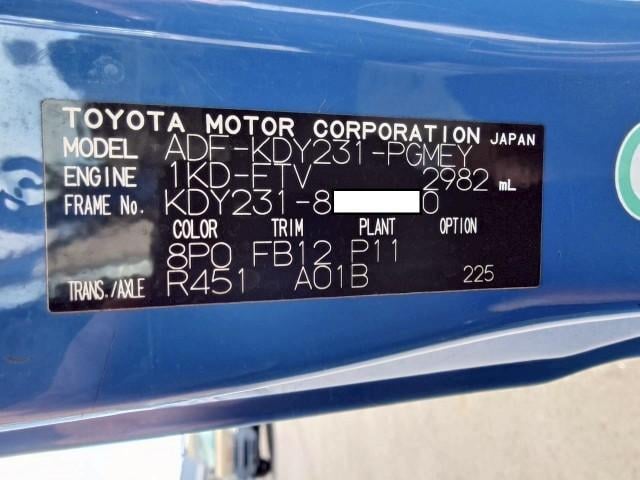 TOYOTA MOTOR CORPORATION JAPAN
MODEL ADF-KDY231-PGMEY
ENGINE 1KD-FTV 2982 mL
FRAME No. KDY231-8 0
COLOR TRIM PLANT OPTION
8P0 FB12 P11
TRANS./AXLE R451 A01B 225